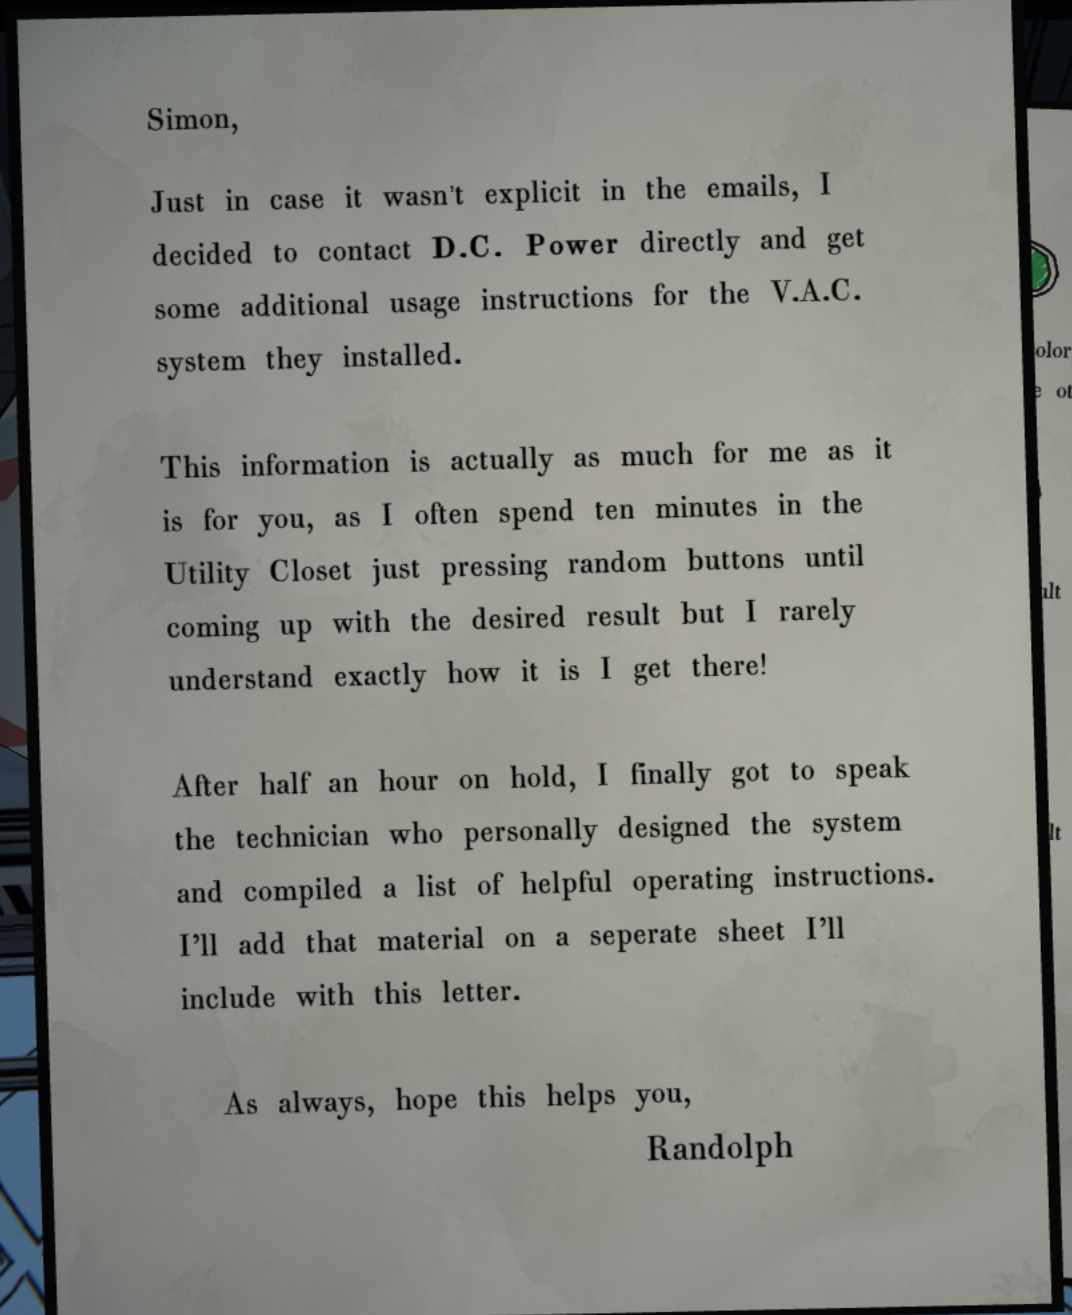 Simon,
Just in case it wasn't explicit in the emails, I
decided to contact D.C. Power directly and get
some additional usage instructions for the V.A.C.
system they installed.
This information is actually as much for me as it
is for you, as I often spend ten minutes in the
Utility Closet just pressing random buttons until
coming up with the desired result but I rarely
understand exactly how it is I get there!
After half an hour on hold, I finally got to speak
the technician who personally designed the system
and compiled a list of helpful operating instructions.
I'll add that material on a seperate sheet I'll
include with this letter.
As always, hope this helps you,
Randolph